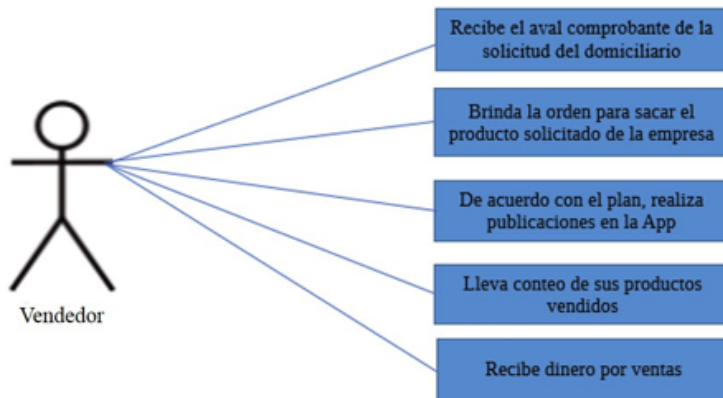 Recibe el aval comprobante de la
solicitud del domiciliario
Brinda la orden para sacar el
producto solicitado de la empresa
De acuerdo con el plan, realiza
publicaciones en la App
Lleva conteo de sus productos
vendidos
Vendedor
Recibe dinero por ventas